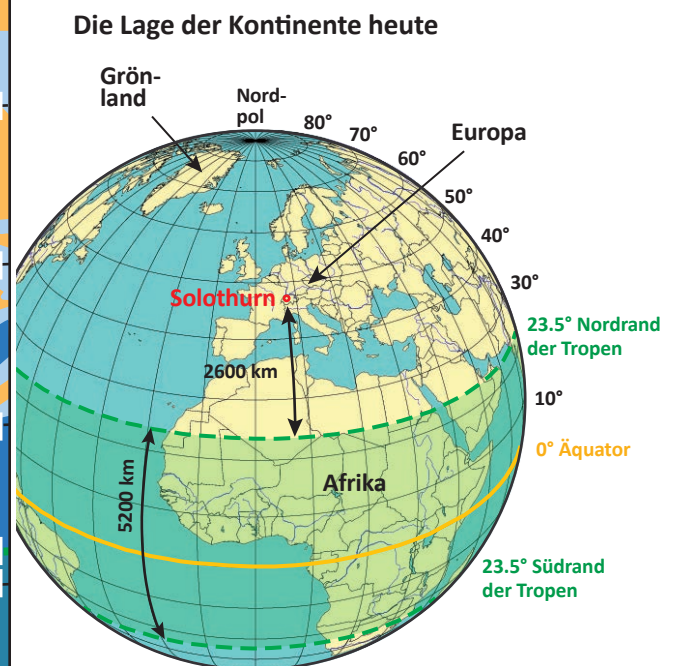 Die Lage der Kontinente heute
Grön-
land
Nord-
pol
80°
70°
60°
50°
40°
30°
Europa
Solothurn
23.5° Nordrand
der Tropen
2600 km
10°
0° Äquator
Afrika
5200 km
23.5° Südrand
der Tropen